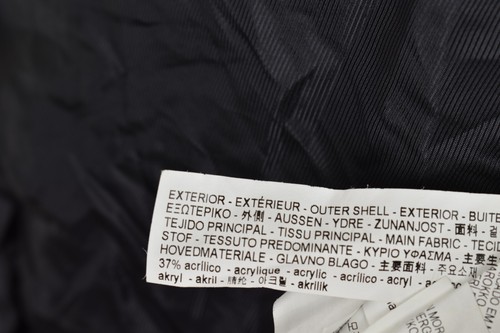 EXTERIOR - EXTÉRIEUR - OUTER SHELL - EXTERIOR - BUITE
ΕΞΩΤΕΡΙΚΟ - 外側 - AUSSEN - YDRE - ZUNANJOST - 面料 - 겉
TEJIDO PRINCIPAL - TISSU PRINCIPAL - MAIN FABRIC - TECID
STOF - TESSUTO PREDOMINANTE - ΚΥΡΙΟ ΥΦΑΣΜΑ - 主要生
HOVEDMATERIALE - GLAVNO BLAGO - 主要面料 - 주요소재
37% acrílico - acrylique - acrylic - acrílico - acryl
akryl - akril - 腈纶 - 아크릴 - akrilik